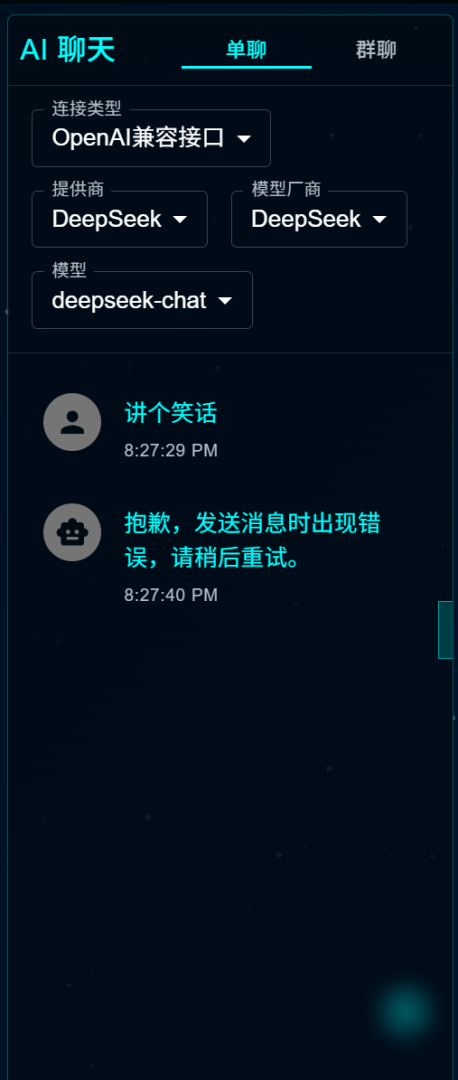 AI 聊天 单聊 群聊
连接类型
OpenAI兼容接口
提供商 模型厂商
DeepSeek DeepSeek
模型
deepseek-chat
讲个笑话
8:27:29 PM
抱歉，发送消息时出现错
误，请稍后重试。
8:27:40 PM